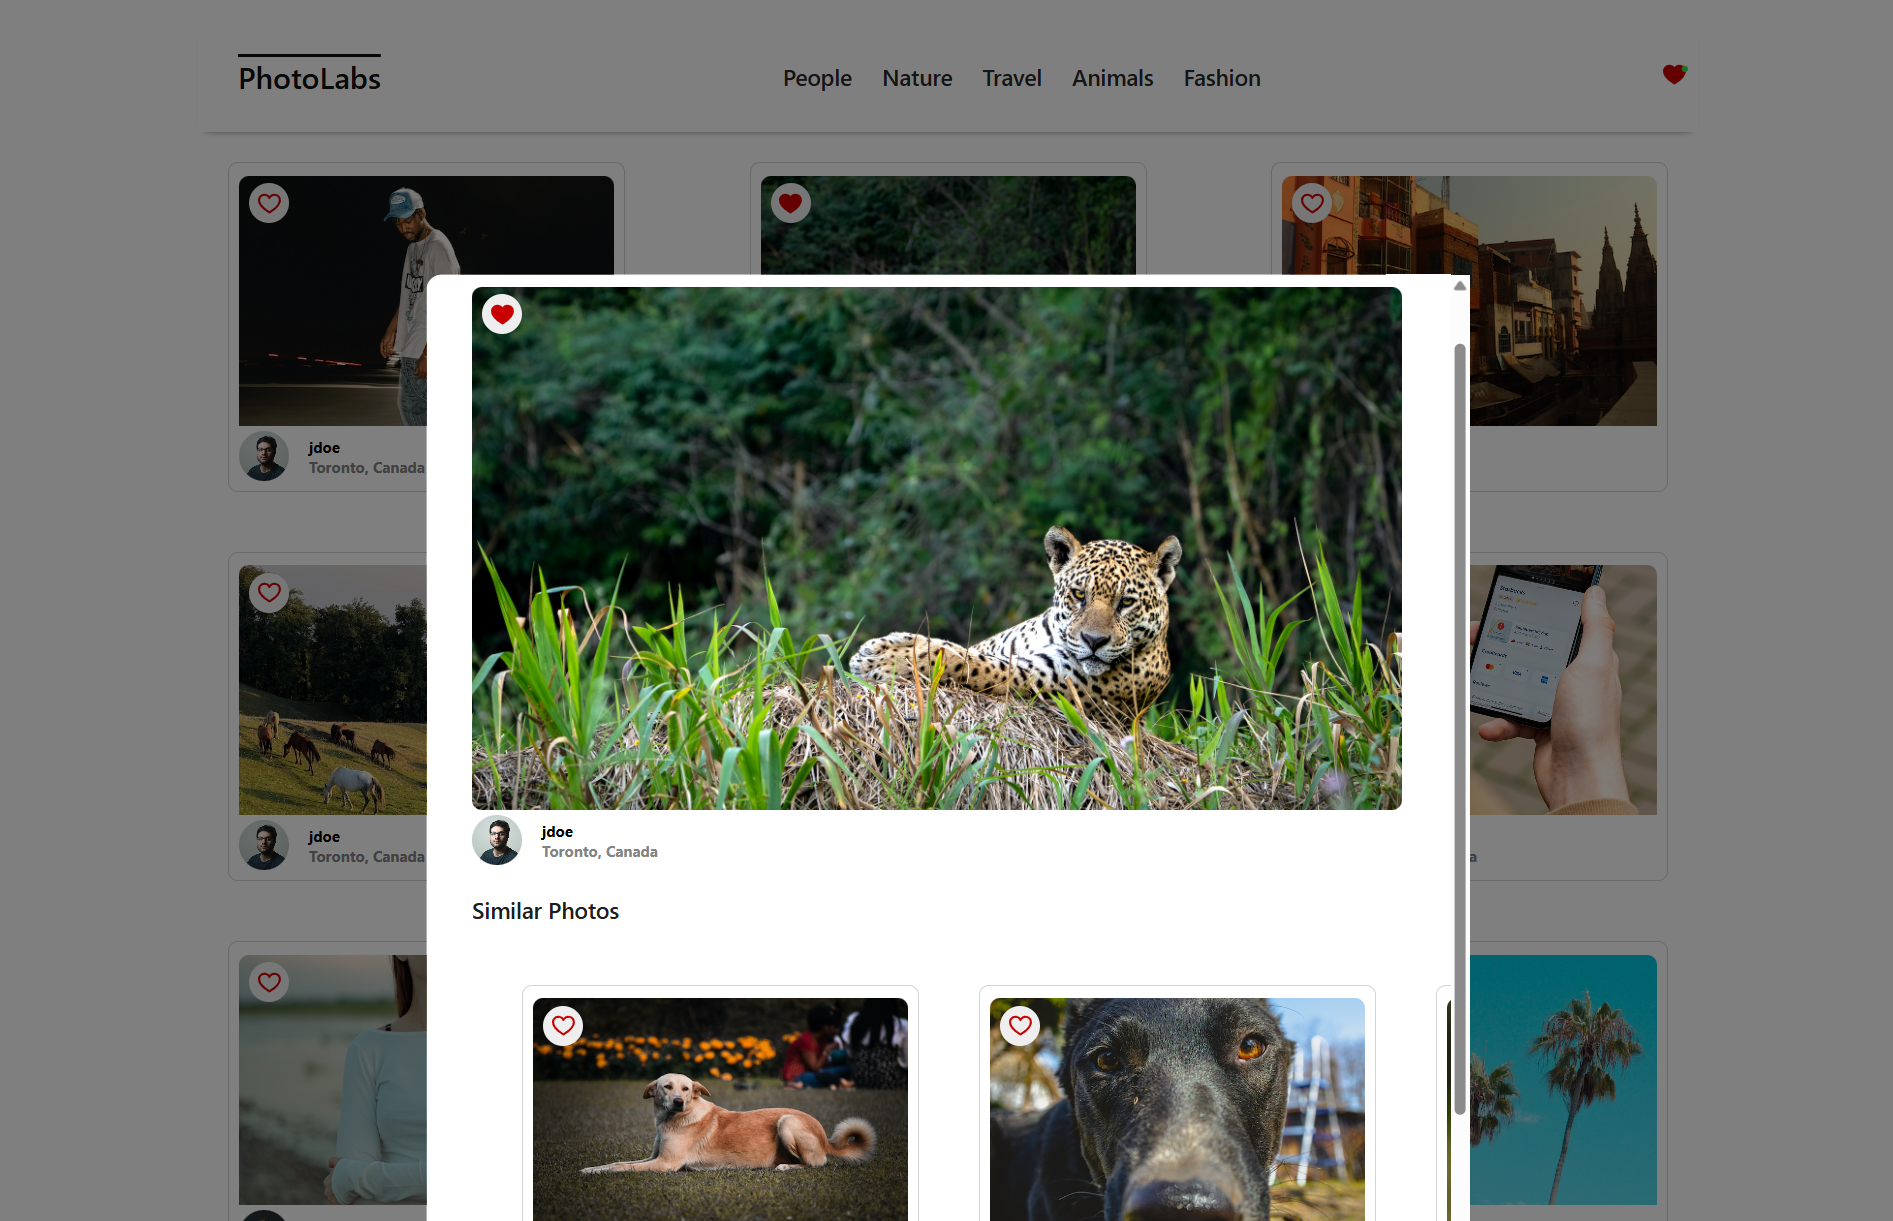 PhotoLabs
People Nature Travel Animals Fashion
jdoe
Toronto, Canada
jdoe
Toronto, Canada
a
jdoe
Toronto, Canada
Similar Photos